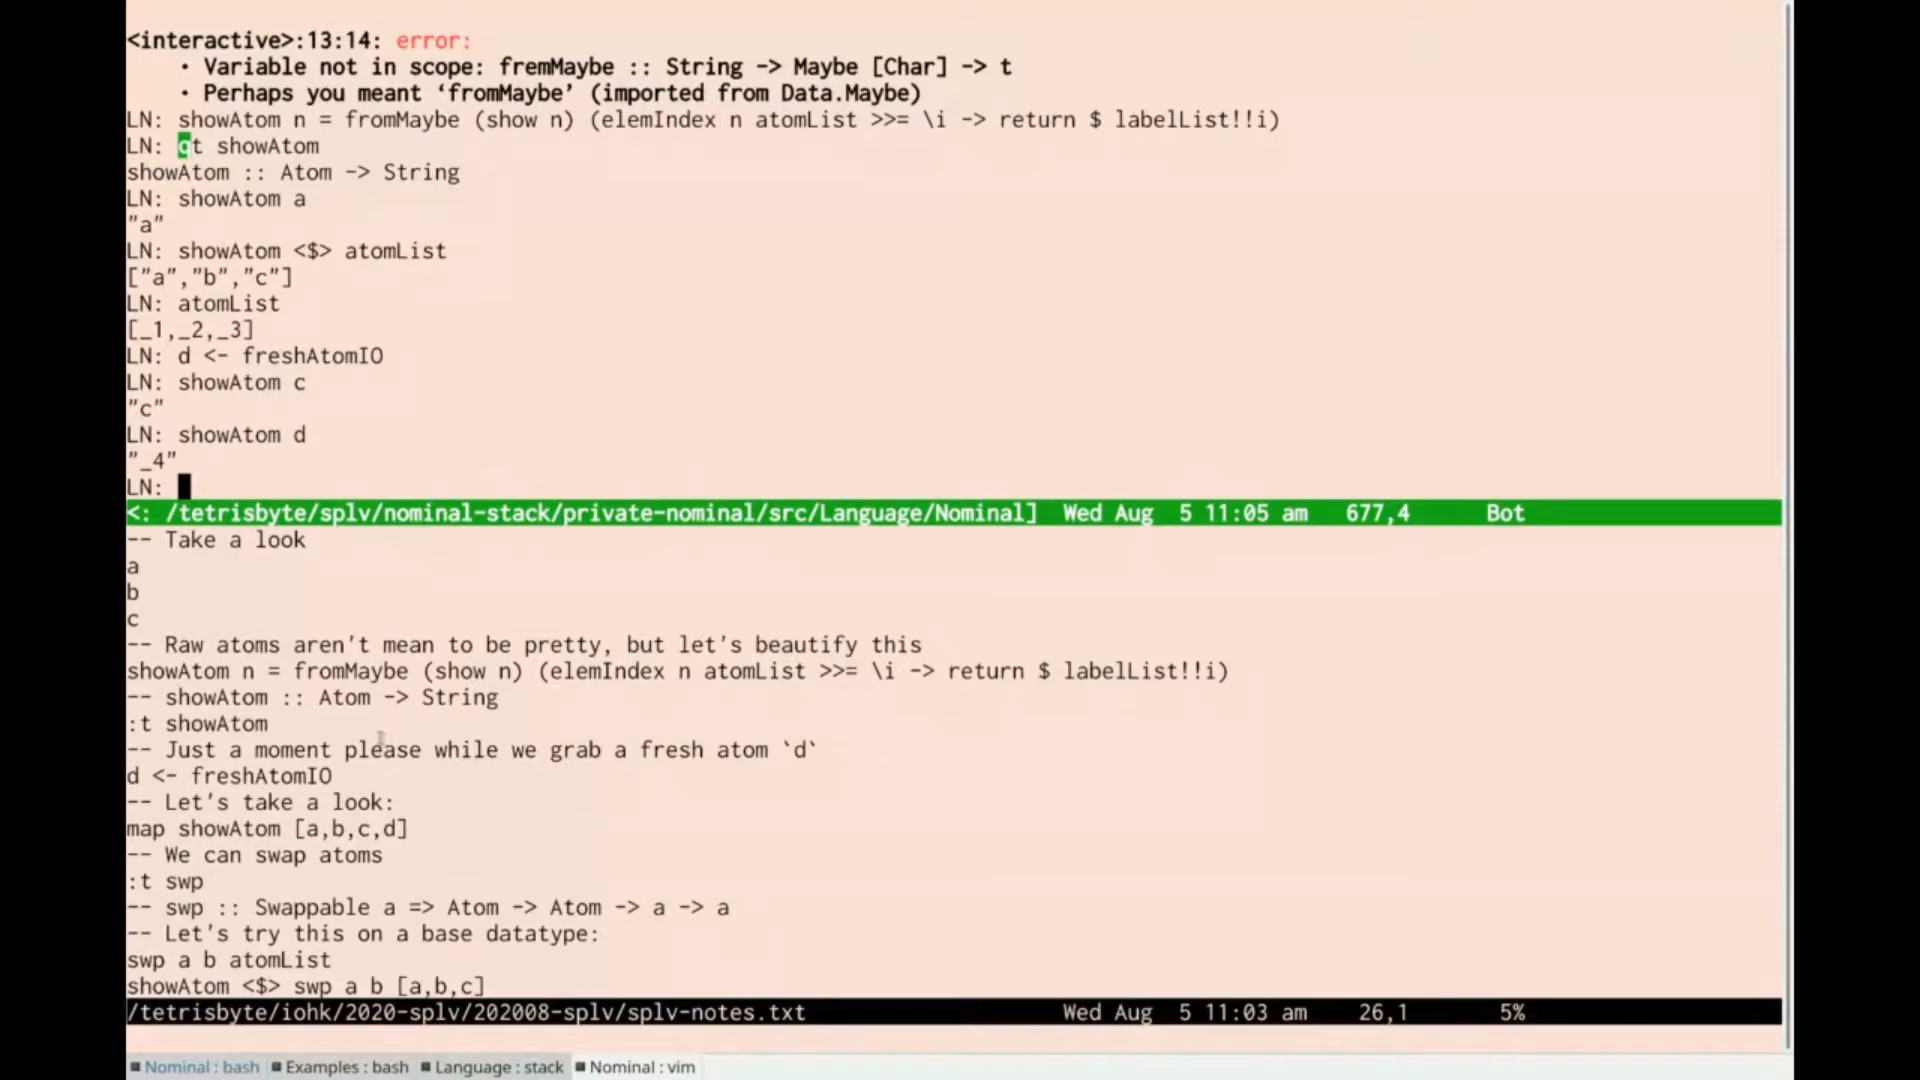 <interactive>:13:14: error:
• Variable not in scope: fremMaybe :: String -> Maybe [Char] -> t
• Perhaps you meant ‘fromMaybe’ (imported from Data.Maybe)
LN: showAtom n = fromMaybe (show n) (elemIndex n atomList >>= \i -> return $ labelList!!i)
LN: qt showAtom
showAtom :: Atom -> String
LN: showAtom a
"a"
LN: showAtom <$> atomList
["a","b","c"]
LN: atomList
[_1,_2,_3]
LN: d <- freshAtomIO
LN: showAtom c
"c"
LN: showAtom d
"_4"
LN:
<: /tetrisbyte/splv/nominal-stack/private-nominal/src/Language/Nominal] Wed Aug 5 11:05 am 677,4 Bot
-- Take a look
a
b
c
-- Raw atoms aren't mean to be pretty, but let's beautify this
showAtom n = fromMaybe (show n) (elemIndex n atomList >>= \i -> return $ labelList!!i)
-- showAtom :: Atom -> String
:t showAtom
-- Just a moment please while we grab a fresh atom `d`
d <- freshAtomIO
-- Let's take a look:
map showAtom [a,b,c,d]
-- We can swap atoms
:t swp
-- swp :: Swappable a => Atom -> Atom -> a -> a
-- Let's try this on a base datatype:
swp a b atomList
showAtom <$> swp a b [a,b,c]
/tetrisbyte/iohk/2020-splv/202008-splv/splv-notes.txt Wed Aug 5 11:03 am 26,1 5%
Nominal : bash Examples : bash Language : stack Nominal : vim